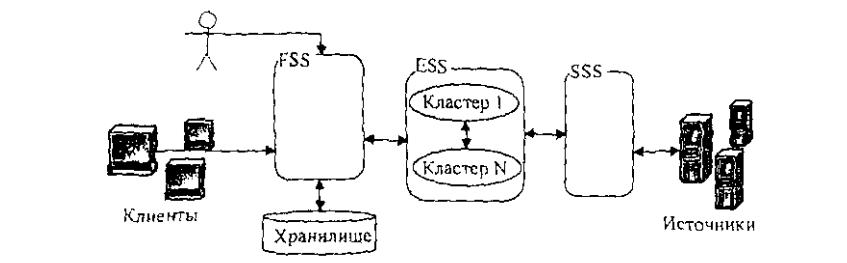 FSS
ESS
SSS
Кластер 1
Кластер N
Клиенты
Хранилище
Источники